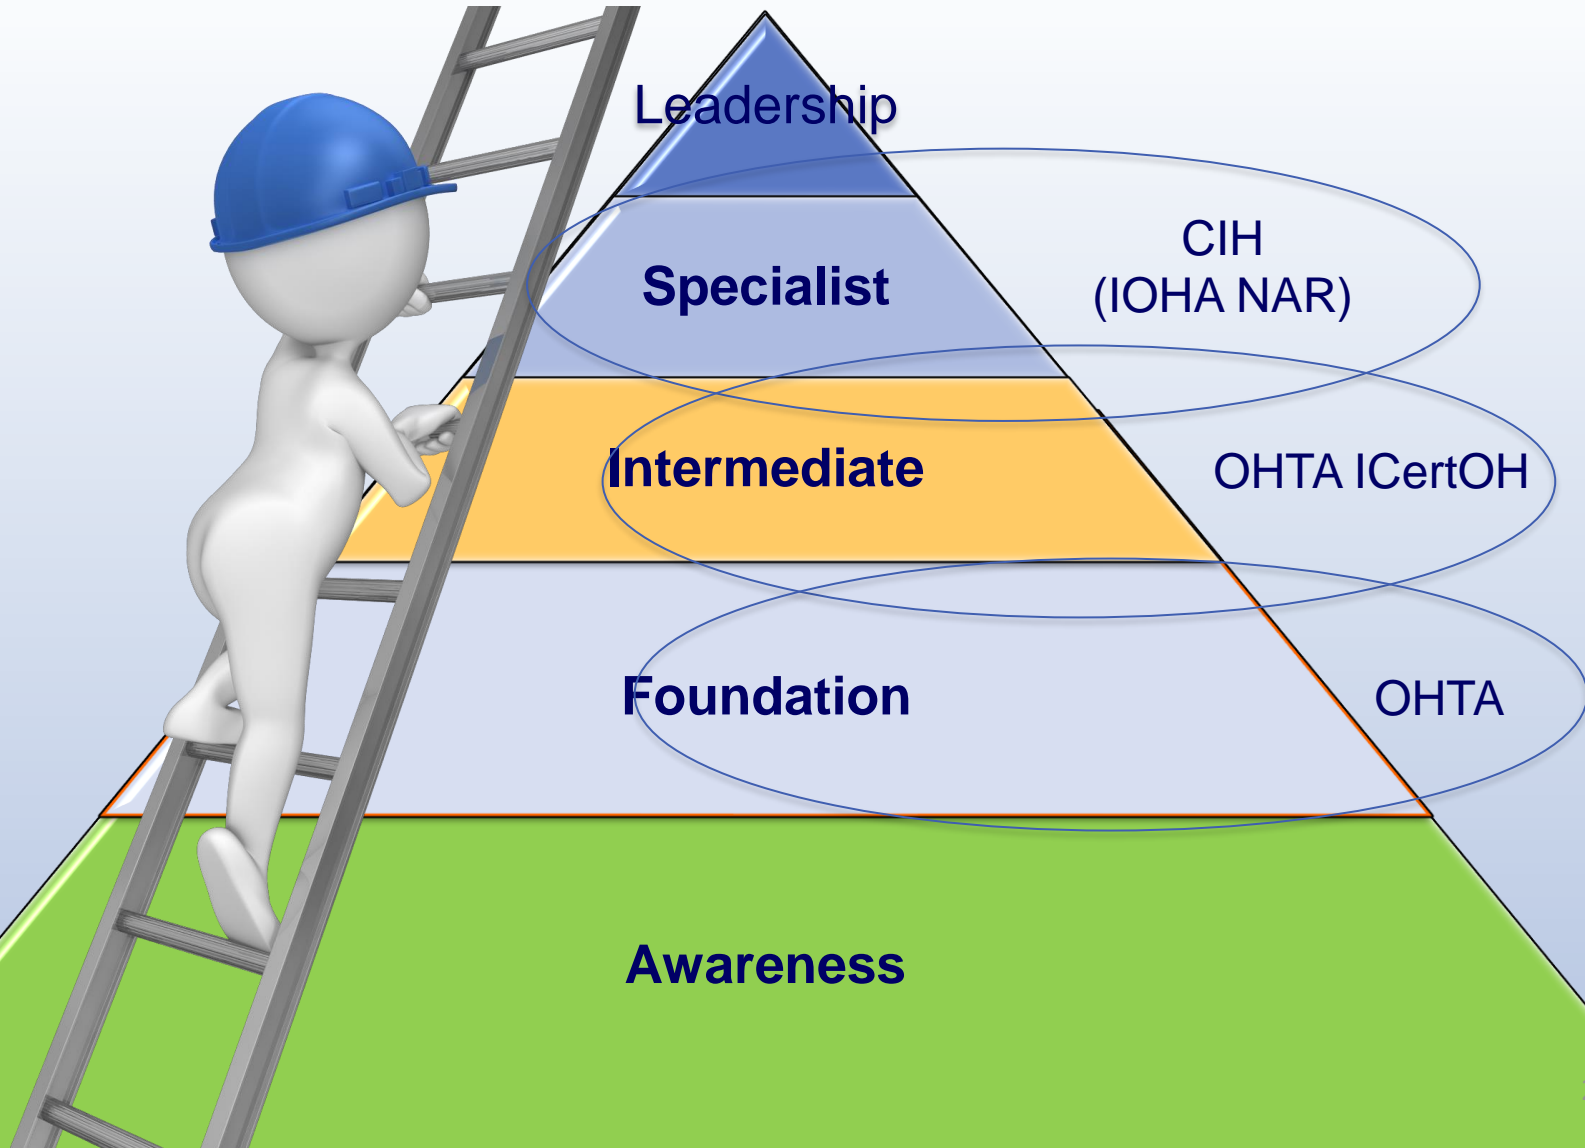 Leadership
Specialist
CIH
(IOHA NAR)
Intermediate
OHTA ICertOH
Foundation
OHTA
Awareness